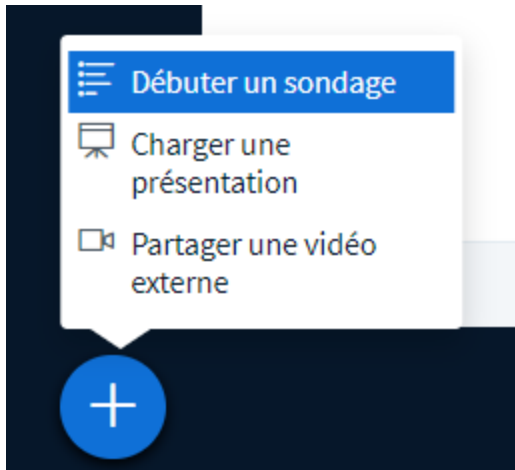 Débuter un sondage
Charger une
présentation
Partager une vidéo
externe